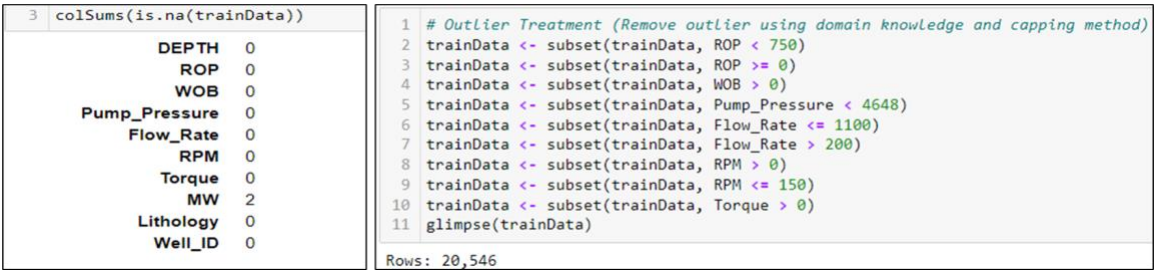 3 colSums(is.na(trainData))
DEPTH 0
ROP 0
WOB 0
Pump_Pressure 0
Flow_Rate 0
RPM 0
Torque 0
MW 2
Lithology 0
Well_ID 0
1 # Outlier Treatment (Remove outlier using domain knowledge and capping method)
2 trainData <- subset(trainData, ROP < 750)
3 trainData <- subset(trainData, ROP >= 0)
4 trainData <- subset(trainData, WOB > 0)
5 trainData <- subset(trainData, Pump_Pressure < 4648)
6 trainData <- subset(trainData, Flow_Rate <= 1100)
7 trainData <- subset(trainData, Flow_Rate > 200)
8 trainData <- subset(trainData, RPM > 0)
9 trainData <- subset(trainData, RPM <= 150)
10 trainData <- subset(trainData, Torque > 0)
11 glimpse(trainData)
Rows: 20,546